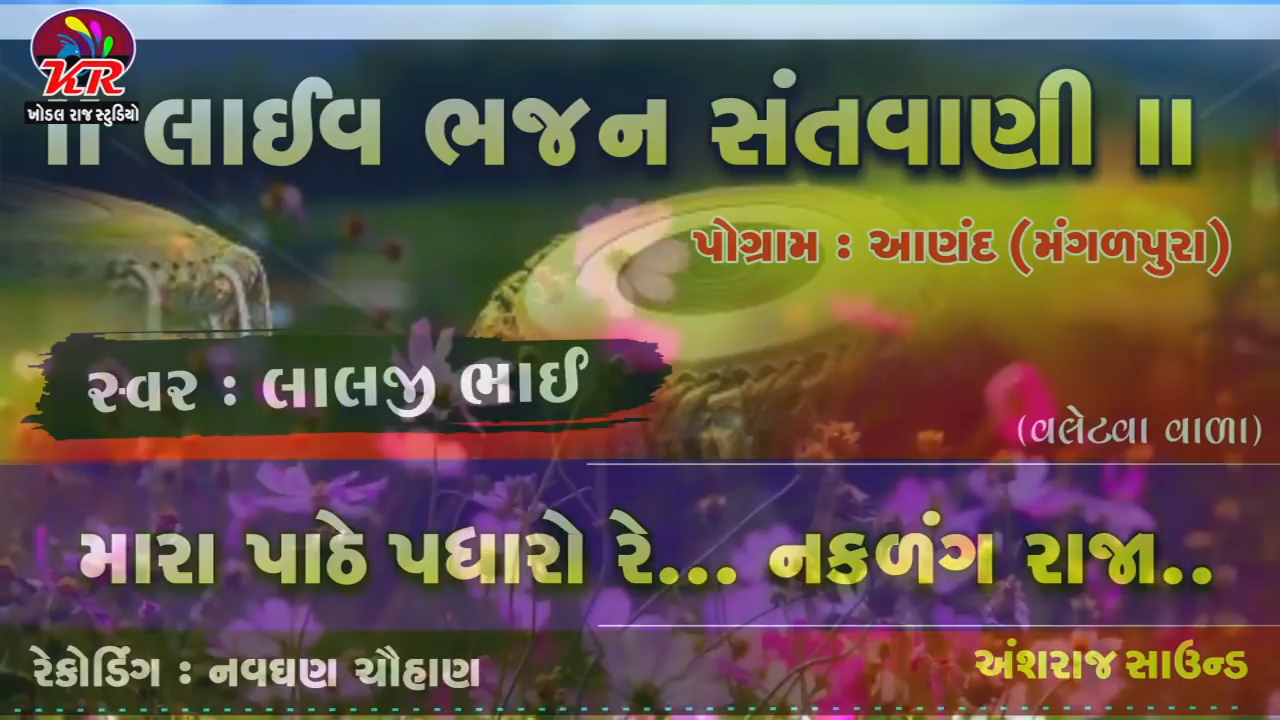 KR
ખોડલ રાજ સ્ટુડિયો
॥ લાઈવ ભજન સંતવાણી ॥
પોગ્રામ : આણંદ (મંગળપુરા)
સ્વર : લાલજી ભાઈ
(વલેટવા વાળા)
મારા પાઠે પધારો રે... નકળંગ રાજા..
રેકોર્ડિંગ : નવઘણ ચૌહાણ
અંશરાજ સાઉન્ડ